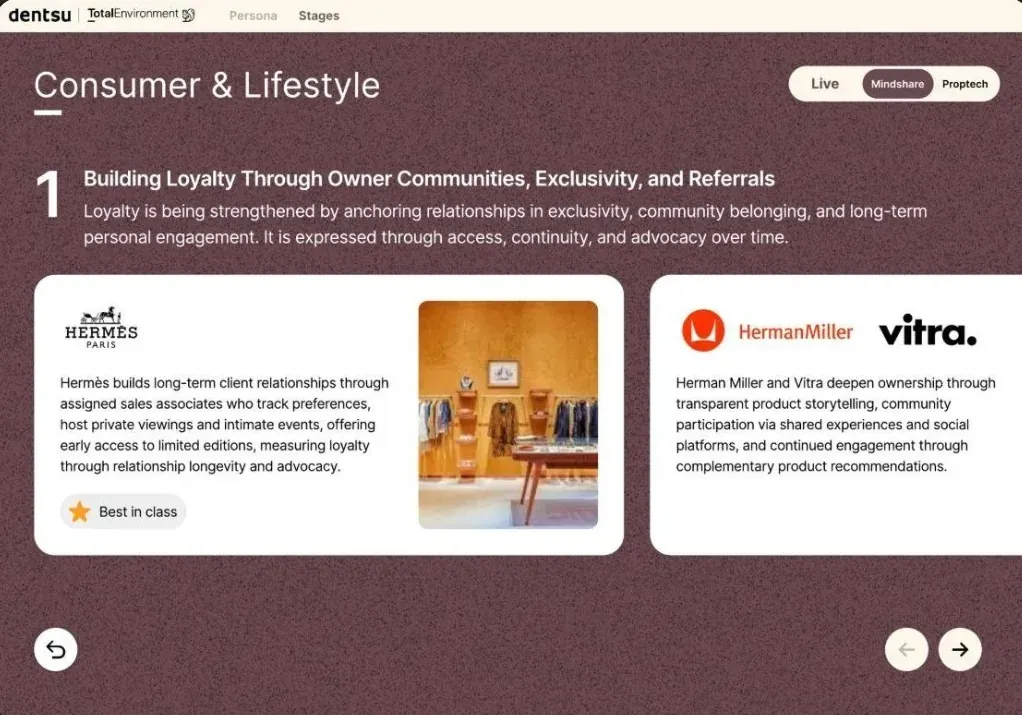 dentsu
TotalEnvironment
Persona
Stages
Consumer & Lifestyle
Live
Mindshare
Proptech
1
Building Loyalty Through Owner Communities, Exclusivity, and Referrals
Loyalty is being strengthened by anchoring relationships in exclusivity, community belonging, and long-term
personal engagement. It is expressed through access, continuity, and advocacy over time.
HERMÈS
PARIS
Hermès builds long-term client relationships through
assigned sales associates who track preferences,
host private viewings and intimate events, offering
early access to limited editions, measuring loyalty
through relationship longevity and advocacy.
Best in class
HermanMiller
vitra.
Herman Miller and Vitra deepen ownership through
transparent product storytelling, community
participation via shared experiences and social
platforms, and continued engagement through
complementary product recommendations.